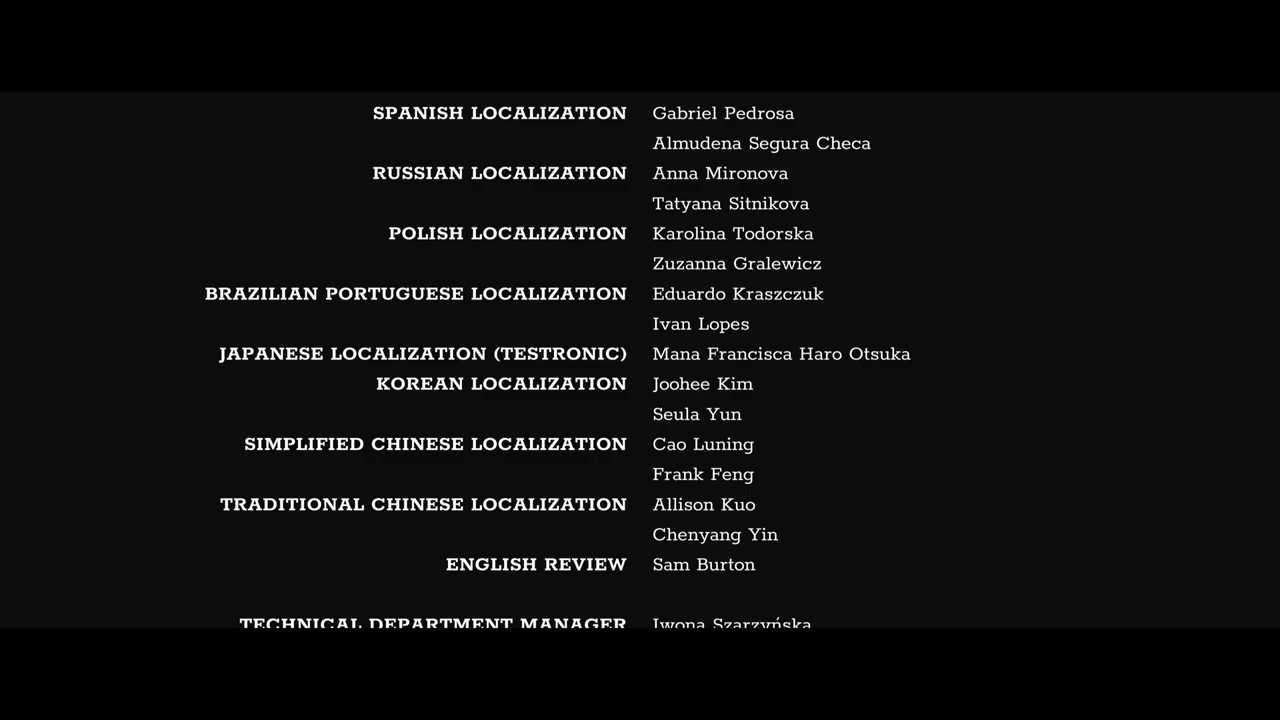 SPANISH LOCALIZATION Gabriel Pedrosa
Almudena Segura Checa
RUSSIAN LOCALIZATION Anna Mironova
Tatyana Sitnikova
POLISH LOCALIZATION Karolina Todorska
Zuzanna Gralewicz
BRAZILIAN PORTUGUESE LOCALIZATION Eduardo Kraszczuk
Ivan Lopes
JAPANESE LOCALIZATION (TESTRONIC) Mana Francisca Haro Otsuka
KOREAN LOCALIZATION Joohee Kim
Seula Yun
SIMPLIFIED CHINESE LOCALIZATION Cao Luning
Frank Feng
TRADITIONAL CHINESE LOCALIZATION Allison Kuo
Chenyang Yin
ENGLISH REVIEW Sam Burton
TECHNICAL DEPARTMENT MANAGER Iwona Szarzyńska